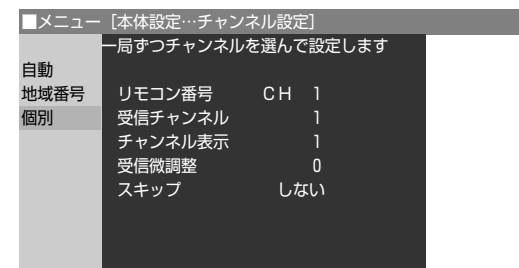 ■メニュー [本体設定…チャンネル設定]
一局ずつチャンネルを選んで設定します
自動
地域番号 リモコン番号 CH 1
個別 受信チャンネル 1
チャンネル表示 1
受信微調整 0
スキップ しない